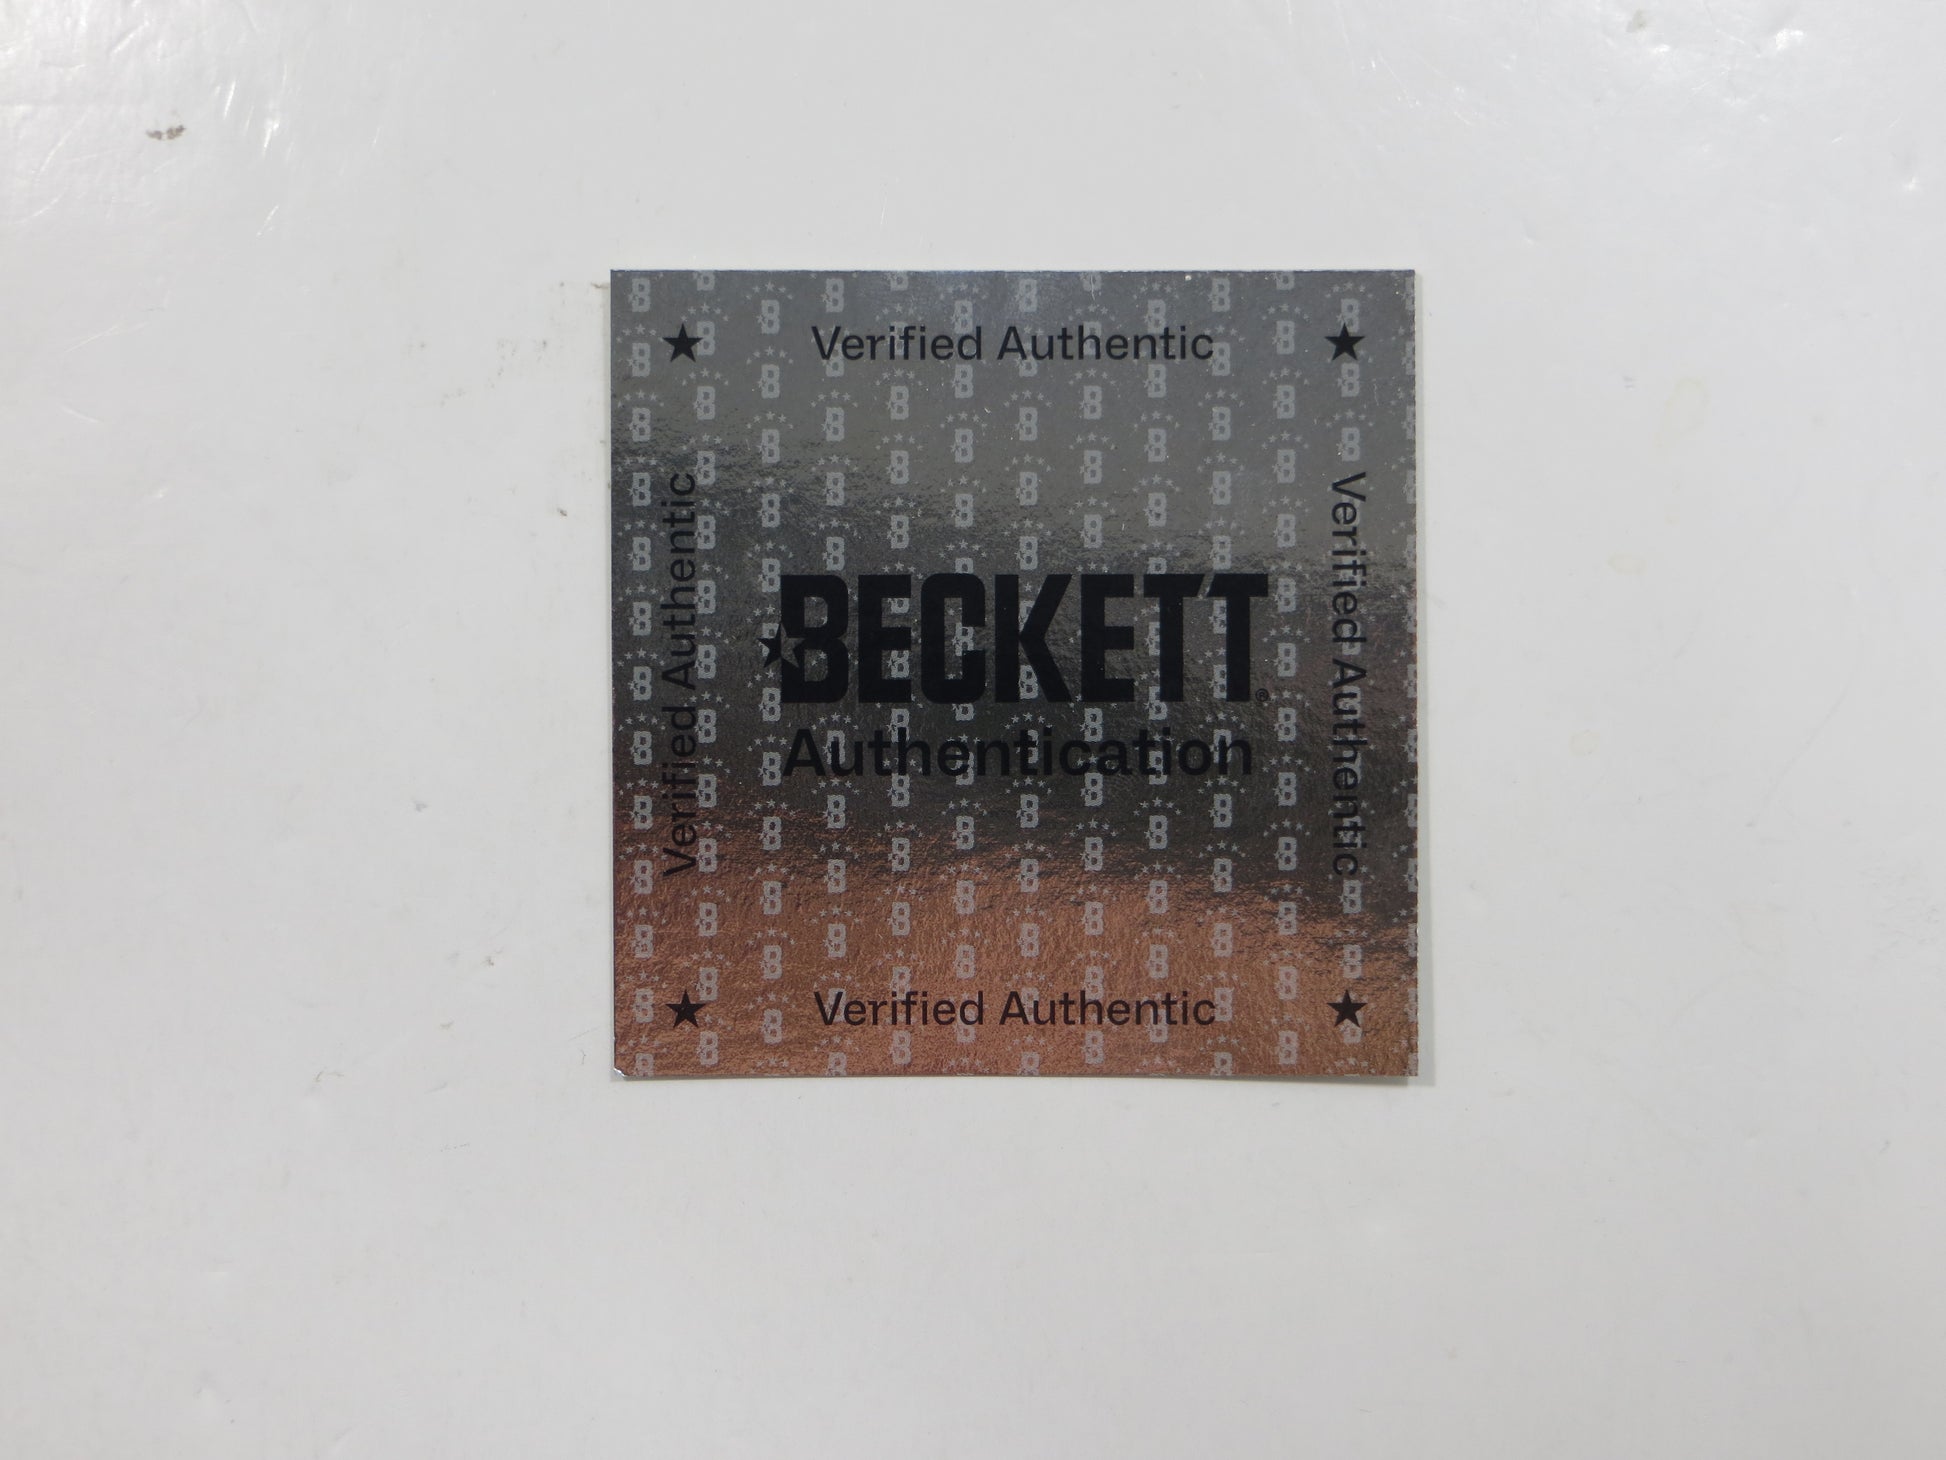 ★ Verified Authentic ★
Verified Authentic
BECKETT®
Authentication
Verified Authentic
★ Verified Authentic ★